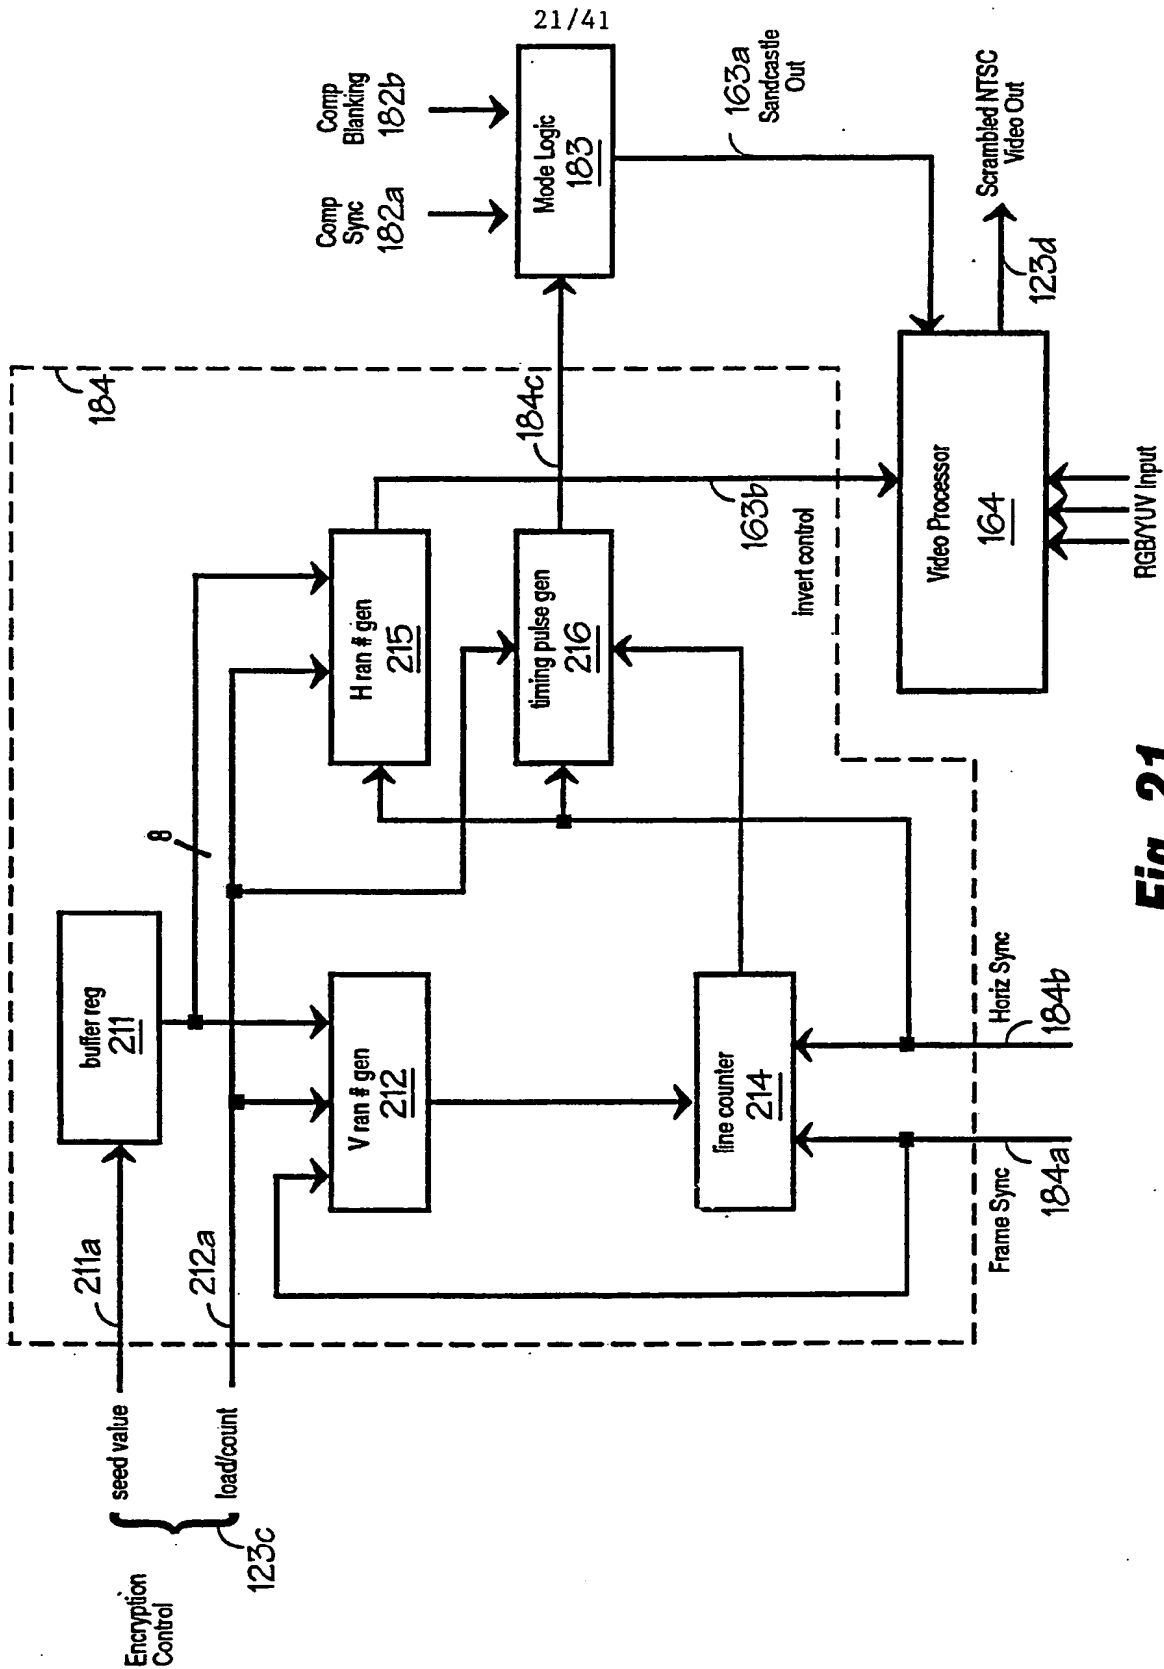 21/41
Encryption
Control
123c
seed value
211a
load/count
212a
buffer reg
211
8
184
V ran # gen
212
H ran # gen
215
timing pulse gen
216
line counter
214
Frame Sync
184a
Horiz Sync
184b
184c
163b
invert control
Comp
Sync
182a
Comp
Blanking
182b
Mode Logic
183
163a
Sandcastle
Out
Video Processor
164
RGB/YUV Input
123d
Scrambled NTSC
Video Out
Fig. 21